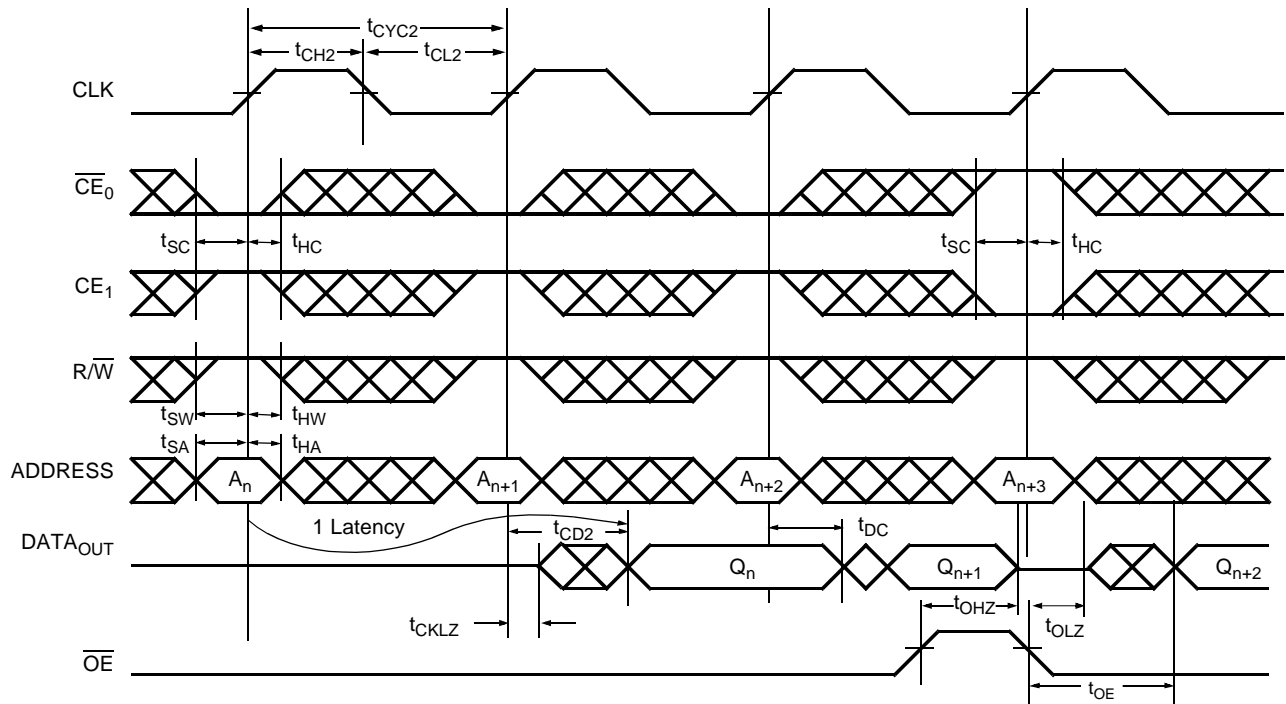 tCYC2
tCH2 tCL2
CLK
CE0
tSC tHC tSC tHC
CE1
R/W
tSW tHW
tSA tHA
ADDRESS An An+1 An+2 An+3
1 Latency tCD2 tDC
DATAOUT Qn Qn+1 Qn+2
tOHZ
tCKLZ tOLZ
OE
tOE